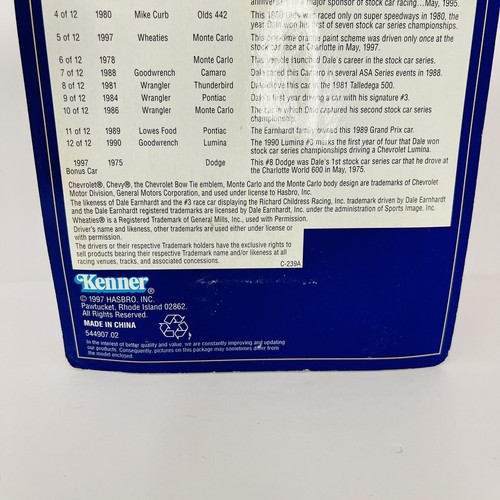 major sponsor of stock car racing...May, 1995.
4 of 12 1980 Mike Curb Olds 442 This 1980 Olds was raced only on super speedways in 1980, the
year Dale won his first of seven stock car series championships.
5 of 12 1997 Wheaties Monte Carlo This one-time orange paint scheme was driven only once at the
stock car race at Charlotte in May, 1997.
6 of 12 1978 Monte Carlo This vehicle launched Dale's career in the stock car series.
7 of 12 1988 Goodwrench Camaro Dale raced this Camaro in several ASA Series events in 1988.
8 of 12 1981 Wrangler Thunderbird Dale drove this car in the 1981 Talledega 500.
9 of 12 1984 Wrangler Pontiac Dale's first year driving a car with his signature #3.
10 of 12 1986 Wrangler Monte Carlo The car in which Dale captured his second stock car series
championship.
11 of 12 1989 Lowes Food Pontiac The Earnhardt family owned this 1989 Grand Prix car.
12 of 12 1990 Goodwrench Lumina The 1990 Lumina #3 marks the first year of four that Dale won
stock car series championships driving a Chevrolet Lumina.
1997 1975 Dodge This #8 Dodge was Dale's 1st stock car series car that he drove at
Bonus Car the Charlotte World 600 in May, 1975.
Chevrolet®, Chevy®, the Chevrolet Bow Tie emblem, Monte Carlo and the Monte Carlo body design are trademarks of Chevrolet
Motor Division, General Motors Corporation, and used under license to Hasbro, Inc.
The likeness of Dale Earnhardt and the #3 race car displaying the Richard Childress Racing, Inc. trademark driven by Dale Earnhardt
and the Dale Earnhardt registered trademarks are licensed by Dale Earnhardt, Inc. under the administration of Sports Image, Inc.
Wheaties® is a Registered Trademark of General Mills, Inc., used with Permission.
Driver's name and likeness, other trademarks are used either under license or
with permission.
The drivers or their respective Trademark holders have the exclusive rights to
sell products bearing their respective Trademark name and/or likeness at all
racing venues, tracks, and associated concessions.
C-239A
Kenner®
© 1997 HASBRO, INC.
Pawtucket, Rhode Island 02862.
All Rights Reserved.
MADE IN CHINA
544907.02
In the interest of better quality and value, we are constantly improving and updating
our products. Consequently, pictures on this package may sometimes differ from
the model enclosed.